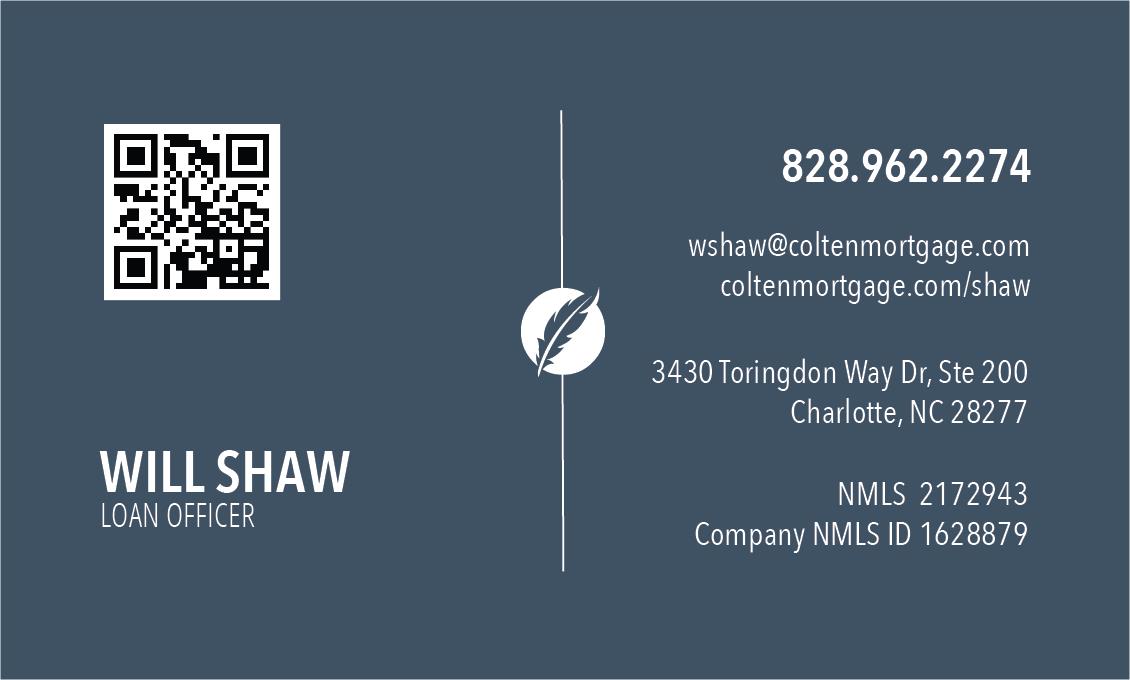 WILL SHAW
LOAN OFFICER
828.962.2274
wshaw@coltenmortgage.com
coltenmortgage.com/shaw
3430 Toringdon Way Dr, Ste 200
Charlotte, NC 28277
NMLS  2172943
Company NMLS ID 1628879